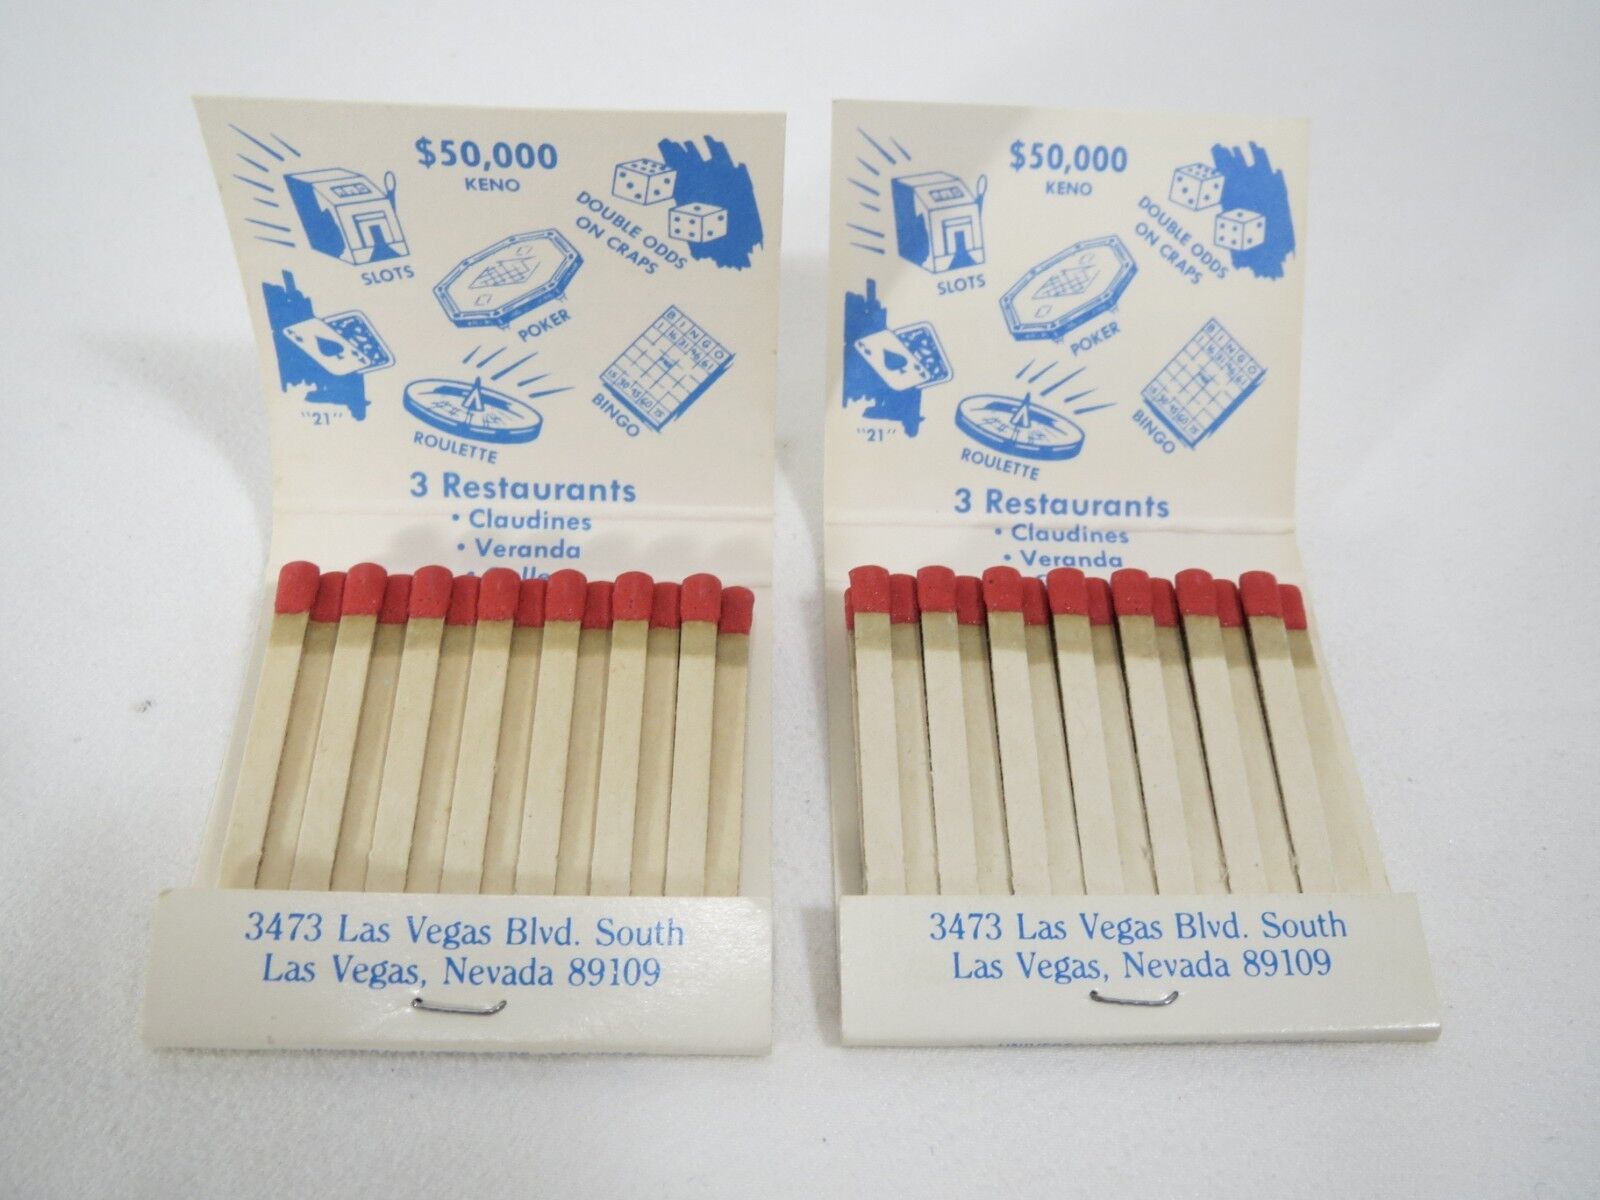 $50,000
KENO
SLOTS
DOUBLE ODDS
ON CRAPS
POKER
BINGO
"21"
ROULETTE
BINGO
3 Restaurants
• Claudines
• Veranda
3473 Las Vegas Blvd. South
Las Vegas, Nevada 89109
$50,000
KENO
SLOTS
DOUBLE ODDS
ON CRAPS
POKER
BINGO
"21"
ROULETTE
BINGO
3 Restaurants
• Claudines
• Veranda
3473 Las Vegas Blvd. South
Las Vegas, Nevada 89109